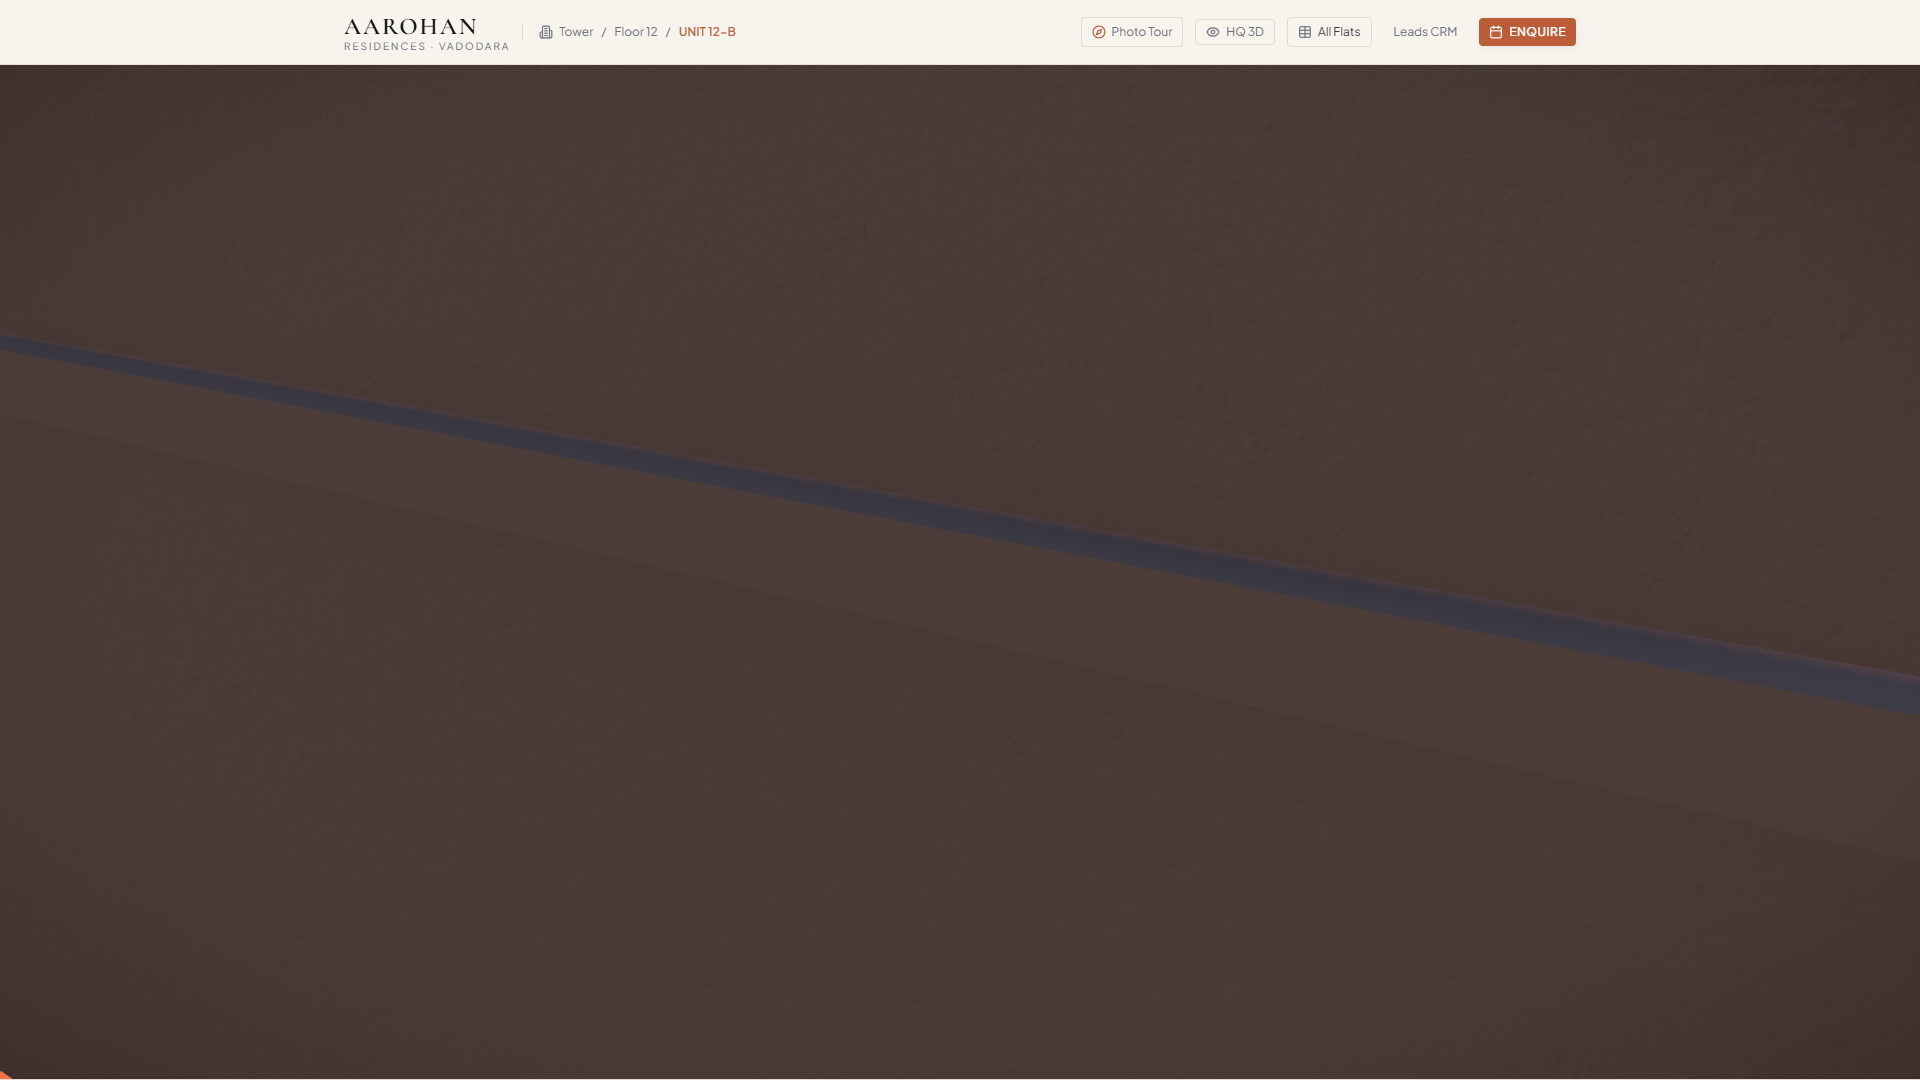 AAROHAN
RESIDENCES · VADODARA
Tower / Floor 12 / UNIT 12-B
Photo Tour
HQ 3D
All Flats
Leads CRM
ENQUIRE